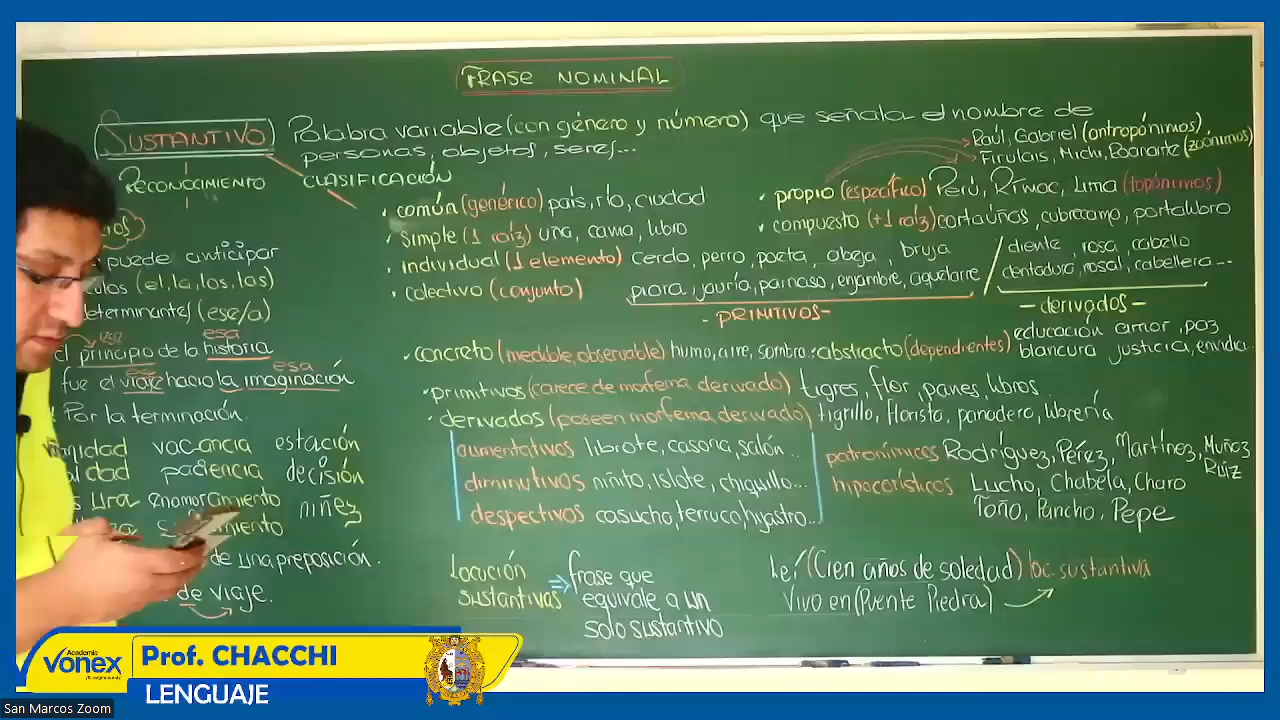 FRASE NOMINAL
SUSTANTIVO Palabra variable (con género y número) que señala el nombre de
personas, objetos, seres...
RECONOCIMIENTO
puede anticipar
(el, la, los, las)
determinantes (ese/a)
esa
El principio de la historia
ese esa
fue el viaje hacia la imaginación
Por la terminación
vacancia estación
paciencia decisión
enamoramiento niñez
de una preposición.
de viaje.
CLASIFICACIÓN
• común (genérico) país, río, ciudad
• simple (1 raíz) uña, cama, libro
• individual (1 elemento) cerdo, perro, poeta, abeja, bruja
• colectivo (conjunto) piara, jauría, parnaso, enjambre, aquelarre
- PRIMITIVOS -
Raúl, Gabriel (antropónimos)
Firulais, Michi, (zoónimos)
• propio (específico) Perú, Rímac, Lima (topónimos)
• compuesto (+1 raíz) cortaúñas, cubrecama, portalibro
diente, rosa, cabello
dentadura, rosal, cabellera...
- derivados -
• concreto (medible, observable) humo, aire, sombra
• abstracto (dependientes) educación amor, paz
blancura justicia, envidia
• primitivos (carece de morfema derivado) tigres, flor, panes, libros
• derivados (poseen morfema derivado) tigrillo, florista, panadero, librería
aumentativos librote, casona, salón..
diminutivos niñito, islote, chiquillo...
despectivos casucha, terruco, hijastro...
patronímicos Rodríguez, Pérez, Martínez, Muñoz
Ruiz
hipocorísticos Lucho, Chabela, Charo
Toño, Pancho, Pepe
Locución
sustantivas
frase que
equivale a un
solo sustantivo
Leí (Cien años de soledad) loc. sustantiva
Vivo en (Puente Piedra)
Academia
vonex
Prof. CHACCHI
LENGUAJE
San Marcos Zoom